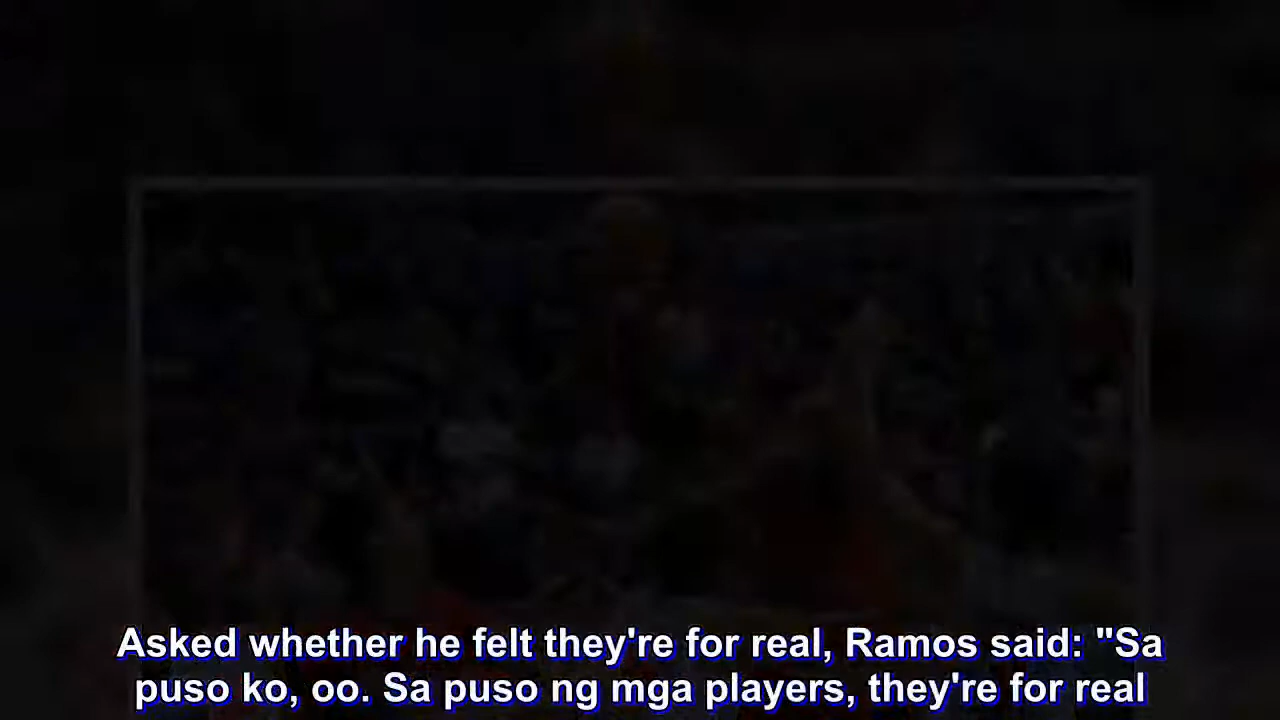 Asked whether he felt they're for real, Ramos said: "Sa
puso ko, oo. Sa puso ng mga players, they're for real